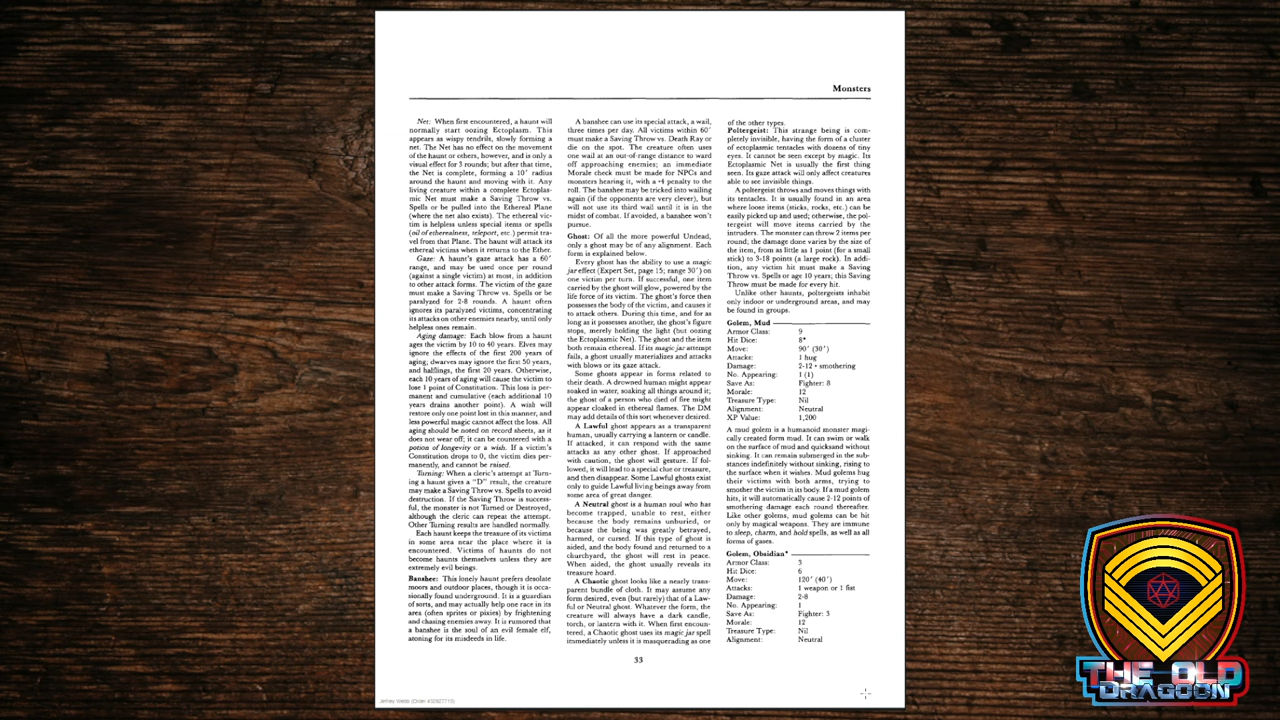 Monsters
Net: When first encountered, a haunt will
normally start oozing Ectoplasm. This
appears as wispy tendrils, slowly forming a
net. The Net has no effect on the movement
of the haunt or others, however, and is only a
visual effect for 3 rounds; but after that time,
the Net is complete, forming a 10' radius
around the haunt and moving with it. Any
living creature within a complete Ectoplas-
mic Net must make a Saving Throw vs.
Spells or be pulled into the Ethereal Plane
(where the net also exists). The ethereal vic-
tim is helpless unless special items or spells
(oil of etherealness, teleport, etc.) permit tra-
vel from that Plane. The haunt will attack its
ethereal victims when it returns to the Ether.
Gaze: A haunt's gaze attack has a 60'
range, and may be used once per round
(against a single victim) at most, in addition
to other attack forms. The victim of the gaze
must make a Saving Throw vs. Spells or be
paralyzed for 2-8 rounds. A haunt often
ignores its paralyzed victims, concentrating
its attacks on other enemies nearby, until only
helpless ones remain.
Aging damage: Each blow from a haunt
ages the victim by 10 to 40 years. Elves may
ignore the effects of the first 200 years of
aging; dwarves may ignore the first 50 years,
and halflings, the first 20 years. Otherwise,
each 10 years of aging will cause the victim to
lose 1 point of Constitution. This loss is per-
manent and cumulative (each additional 10
years drains another point). A wish will
restore only one point lost in this manner, and
less powerful magic cannot affect the loss. All
aging should be noted on record sheets, as it
does not wear off; it can be countered with a
potion of longevity or a wish. If a victim's
Constitution drops to 0, the victim dies per-
manently, and cannot be raised.
Turning: When a cleric's attempt at Turn-
ing a haunt gives a "D" result, the creature
may make a Saving Throw vs. Spells to avoid
destruction. If the Saving Throw is success-
ful, the monster is not Turned or Destroyed,
although the cleric can repeat the attempt.
Other Turning results are handled normally.
Each haunt keeps the treasure of its victims
in some area near the place where it is
encountered. Victims of haunts do not
become haunts themselves unless they are
extremely evil beings.
Banshee: This lonely haunt prefers desolate
moors and outdoor places, though it is occa-
sionally found underground. It is a guardian
of sorts, and may actually help one race in its
area (often sprites or pixies) by frightening
and chasing enemies away. It is rumored that
a banshee is the soul of an evil female elf,
atoning for its misdeeds in life.
A banshee can use its special attack, a wail,
three times per day. All victims within 60'
must make a Saving Throw vs. Death Ray or
die on the spot. The creature often uses
one wail at an out-of-range distance to ward
off approaching enemies; an immediate
Morale check must be made for NPCs and
monsters hearing it, with a +4 penalty to the
roll. The banshee may be tricked into wailing
again (if the opponents are very clever), but
will not use its third wail until it is in the
midst of combat. If avoided, a banshee won't
pursue.
Ghost: Of all the more powerful Undead,
only a ghost may be of any alignment. Each
form is explained below.
Every ghost has the ability to use a magic
jar effect (Expert Set, page 15; range 30') on
one victim per turn. If successful, one item
carried by the ghost will glow, powered by the
life force of its victim. The ghost's force then
possesses the body of the victim, and causes it
to attack others. During this time, and for as
long as it possesses another, the ghost's figure
stops, merely holding the light (but oozing
the Ectoplasmic Net). The ghost and the item
both remain ethereal. If its magic jar attempt
fails, a ghost usually materializes and attacks
with blows or its gaze attack.
Some ghosts appear in forms related to
their death. A drowned human might appear
soaked in water, soaking all things around it;
the ghost of a person who died of fire might
appear cloaked in ethereal flames. The DM
may add details of this sort whenever desired.
A Lawful ghost appears as a transparent
human, usually carrying a lantern or candle.
If attacked, it can respond with the same
attacks as any other ghost. If approached
with caution, the ghost will gesture. If fol-
lowed, it will lead to a special clue or treasure,
and then disappear. Some Lawful ghosts exist
only to guide Lawful living beings away from
some area of great danger.
A Neutral ghost is a human soul who has
become trapped, unable to rest, either
because the body remains unburied, or
because the being was greatly betrayed,
harmed, or cursed. If this type of ghost is
aided, and the body found and returned to a
churchyard, the ghost will rest in peace.
When aided, the ghost usually reveals its
treasure hoard.
A Chaotic ghost looks like a nearly trans-
parent bundle of cloth. It may assume any
form desired, even (but rarely) that of a Law-
ful or Neutral ghost. Whatever the form, the
creature will always have a dark candle,
torch, or lantern with it. When first encoun-
tered, a Chaotic ghost uses its magic jar spell
immediately unless it is masquerading as one
of the other types.
Poltergeist: This strange being is com-
pletely invisible, having the form of a cluster
of ectoplasmic tentacles with dozens of tiny
eyes. It cannot be seen except by magic. Its
Ectoplasmic Net is usually the first thing
seen. Its gaze attack will only affect creatures
able to see invisible things.
A poltergeist throws and moves things with
its tentacles. It is usually found in an area
where loose items (sticks, rocks, etc.) can be
easily picked up and used; otherwise, the pol-
tergeist will move items carried by the
intruders. The monster can throw 2 items per
round; the damage done varies by the size of
the item, from as little as 1 point (for a small
stick) to 3-18 points (a large rock). In addi-
tion, any victim hit must make a Saving
Throw vs. Spells or age 10 years; this Saving
Throw must be made for every hit.
Unlike other haunts, poltergeists inhabit
only indoor or underground areas, and may
be found in groups.
Golem, Mud
Armor Class: 9
Hit Dice: 8*
Move: 90' (30')
Attacks: 1 hug
Damage: 2-12 + smothering
No. Appearing: 1 (1)
Save As: Fighter: 8
Morale: 12
Treasure Type: Nil
Alignment: Neutral
XP Value: 1,200
A mud golem is a humanoid monster magi-
cally created form mud. It can swim or walk
on the surface of mud and quicksand without
sinking. It can remain submerged in the sub-
stances indefinitely without sinking, rising to
the surface when it wishes. Mud golems hug
their victims with both arms, trying to
smother the victim in its body. If a mud golem
hits, it will automatically cause 2-12 points of
smothering damage each round thereafter.
Like other golems, mud golems can be hit
only by magical weapons. They are immune
to sleep, charm, and hold spells, as well as all
forms of gases.
Golem, Obsidian*
Armor Class: 3
Hit Dice: 6
Move: 120' (40')
Attacks: 1 weapon or 1 fist
Damage: 2-8
No. Appearing: 1
Save As: Fighter: 3
Morale: 12
Treasure Type: Nil
Alignment: Neutral
33
THE OLD
DRAGOON